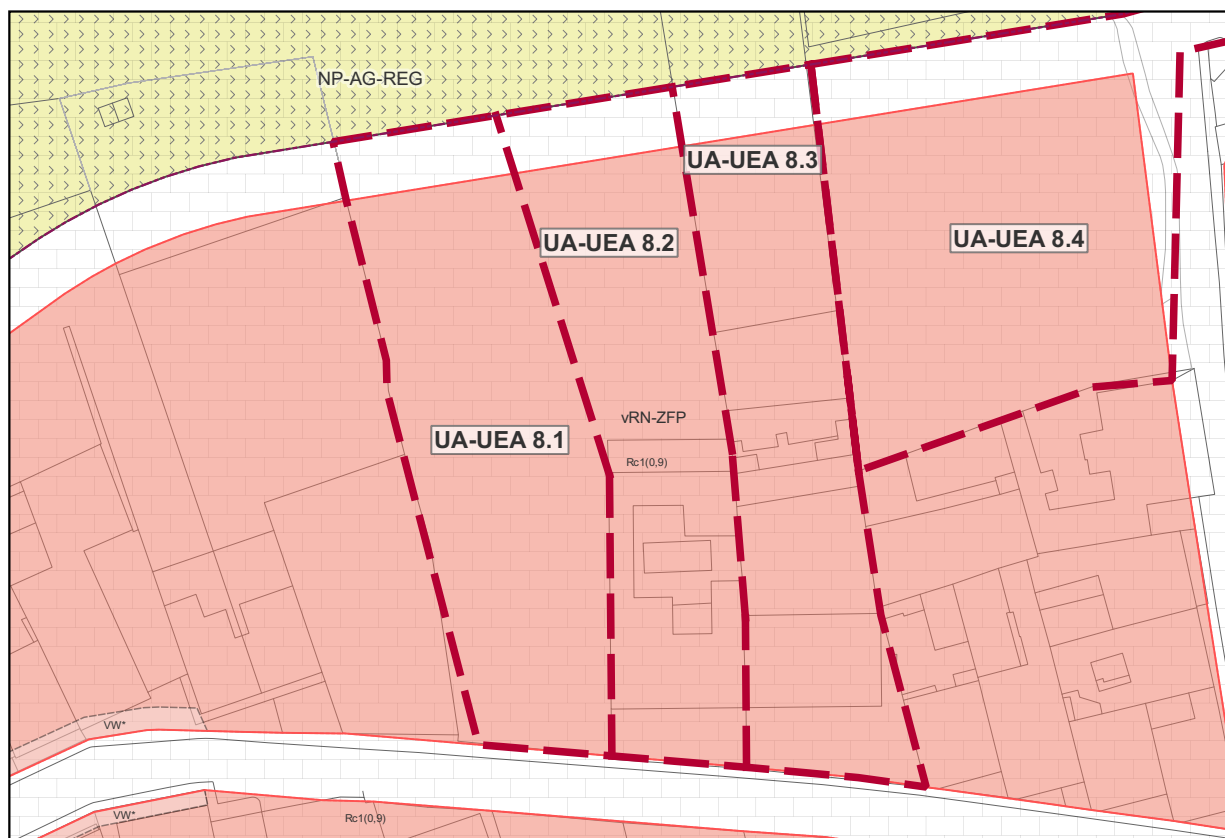 NP-AG-REG
UA-UEA 8.3
UA-UEA 8.2
UA-UEA 8.4
vRN-ZFP
UA-UEA 8.1
Rc1(0,9)
VW*
VW*
Rc1(0,9)